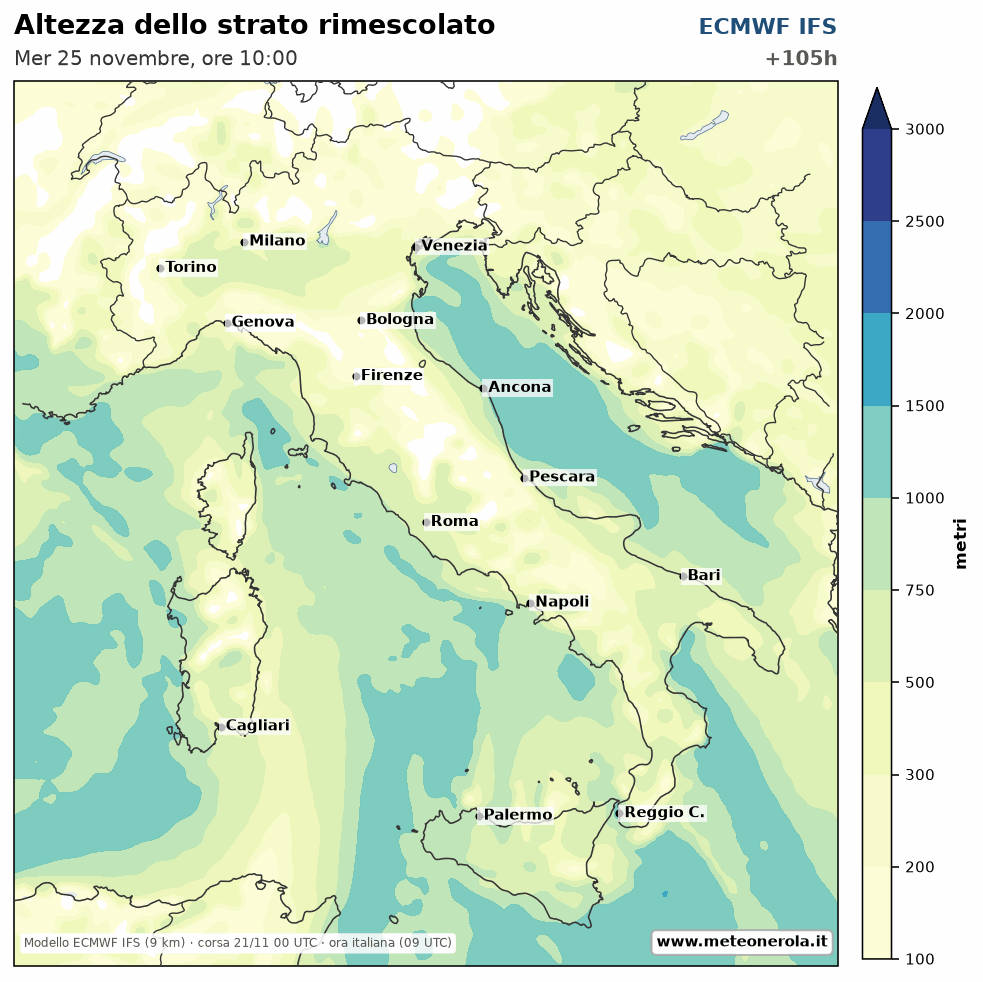 Altezza dello strato rimescolato
ECMWF IFS
Mer 25 novembre, ore 10:00
+105h
Milano
Venezia
Torino
Genova
Bologna
Firenze
Ancona
Pescara
Roma
Bari
Napoli
Cagliari
Palermo
Reggio C.
3000
2500
2000
1500
1000
750
500
300
200
100
metri
Modello ECMWF IFS (9 km) · corsa 21/11 00 UTC · ora italiana (09 UTC)
www.meteonerola.it